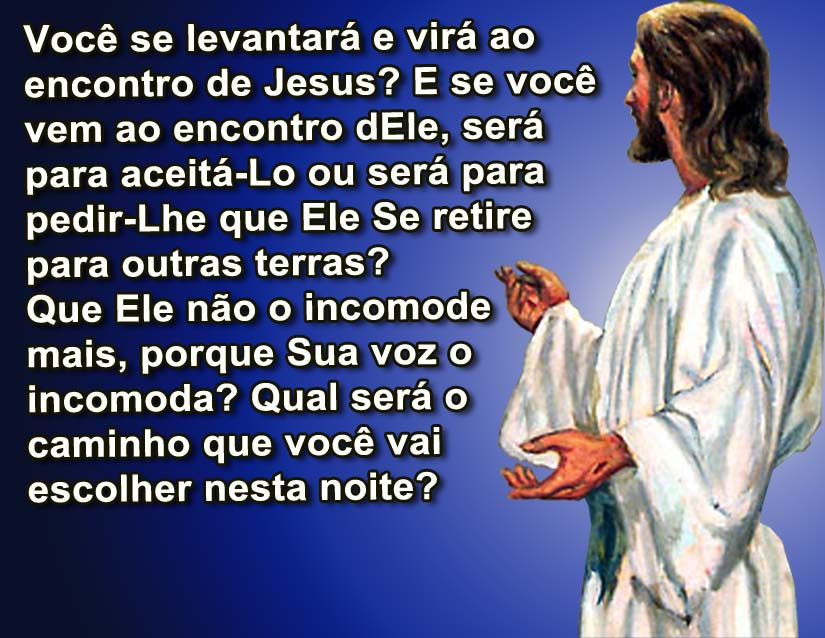 Você se levantará e virá ao
encontro de Jesus? E se você
vem ao encontro dEle, será
para aceitá-Lo ou será para
pedir-Lhe que Ele Se retire
para outras terras?
Que Ele não o incomode
mais, porque Sua voz o
incomoda? Qual será o
caminho que você vai
escolher nesta noite?